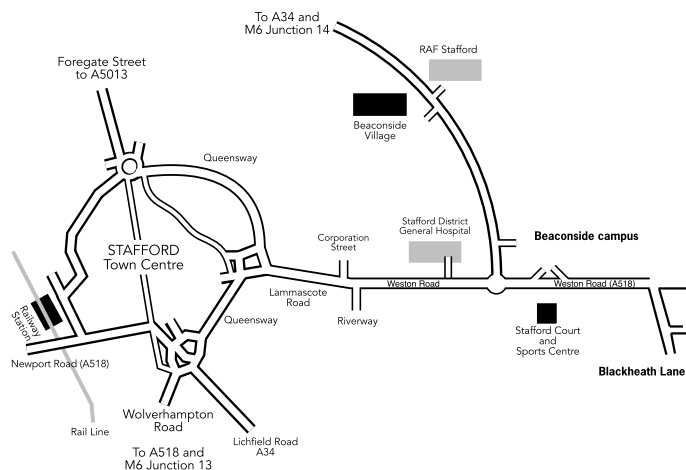 To A34 and
M6 Junction 14
RAF Stafford
Foregate Street
to A5013
Beaconside
Village
Queensway
Stafford District
General Hospital
Beaconside campus
Corporation
Street
STAFFORD
Town Centre
Weston Road
Weston Road (A518)
Lammascote
Road
Railway
Station
Queensway
Riverway
Stafford Court
and
Sports Centre
Newport Road (A518)
Blackheath Lane
Wolverhampton
Road
Rail Line
Lichfield Road
A34
To A518 and
M6 Junction 13